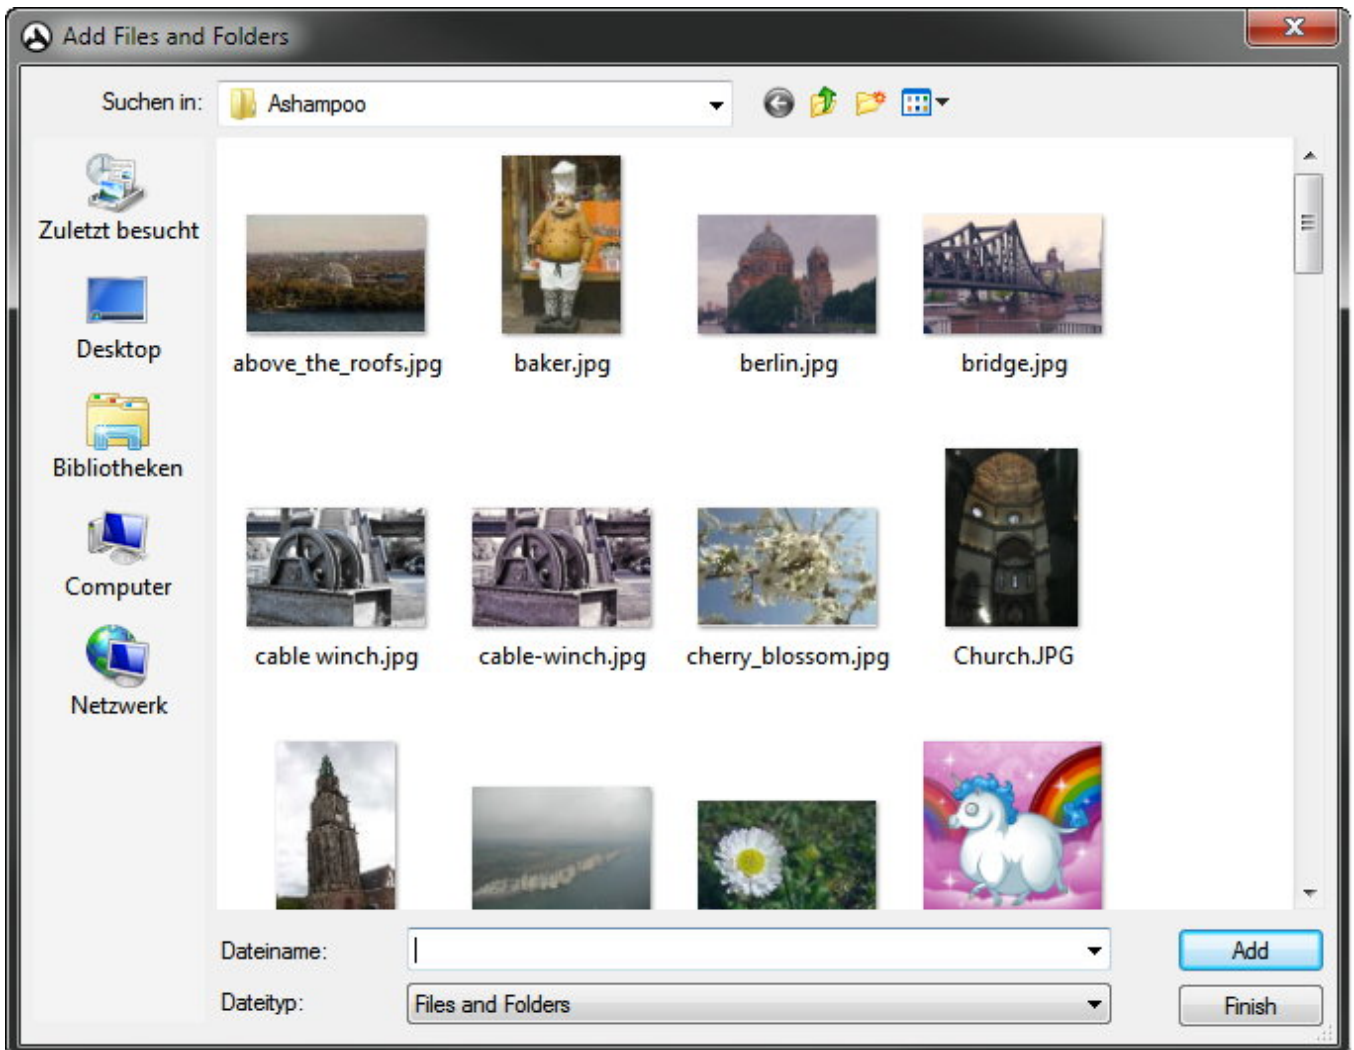 Add Files and Folders
Suchen in:
Ashampoo
Zuletzt besucht
Desktop
Bibliotheken
Computer
Netzwerk
above_the_roofs.jpg
baker.jpg
berlin.jpg
bridge.jpg
cable winch.jpg
cable-winch.jpg
cherry_blossom.jpg
Church.JPG
Dateiname:
Add
Dateityp:
Files and Folders
Finish